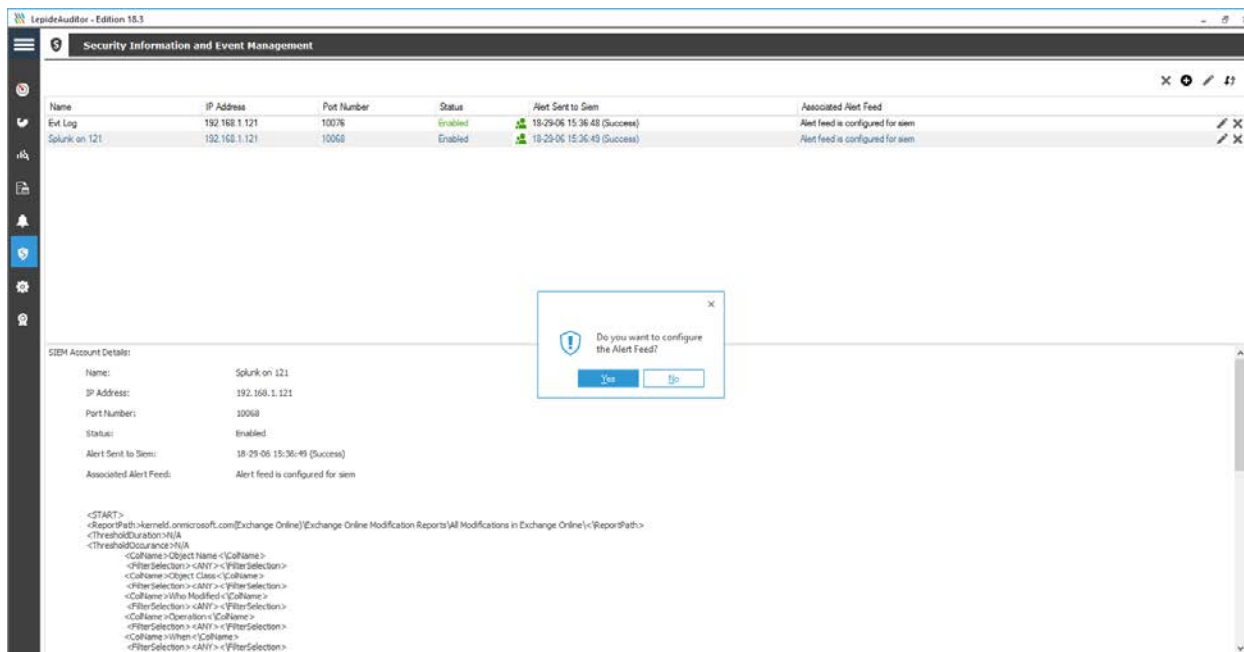 LepideAuditor - Edition 18.3
Security Information and Event Management
Name IP Address Port Number Status Alert Sent to Siem Associated Alert Feed
Evt Log 192.168.1.121 10076 Enabled 18-29-06 15:36:48 (Success) Alert feed is configured for siem
Splunk on 121 192.168.1.121 10068 Enabled 18-29-06 15:36:49 (Success) Alert feed is configured for siem
Do you want to configure
the Alert Feed?
Yes No
SIEM Account Details:
Name: Splunk on 121
IP Address: 192.168.1.121
Port Number: 10068
Status: Enabled
Alert Sent to Siem: 18-29-06 15:36:49 (Success)
Associated Alert Feed: Alert feed is configured for siem
<START>
<ReportPath>kerneld.onmicrosoft.com(Exchange Online)\Exchange Online Modification Reports\All Modifications in Exchange Online\<\ReportPath>
<ThresholdDuration>N/A
<ThresholdOccurance>N/A
<ColName>Object Name<\ColName>
<FilterSelection><ANY><\FilterSelection>
<ColName>Object Class<\ColName>
<FilterSelection><ANY><\FilterSelection>
<ColName>Who Modified<\ColName>
<FilterSelection><ANY><\FilterSelection>
<ColName>Operation<\ColName>
<FilterSelection><ANY><\FilterSelection>
<ColName>When<\ColName>
<FilterSelection><ANY><\FilterSelection>